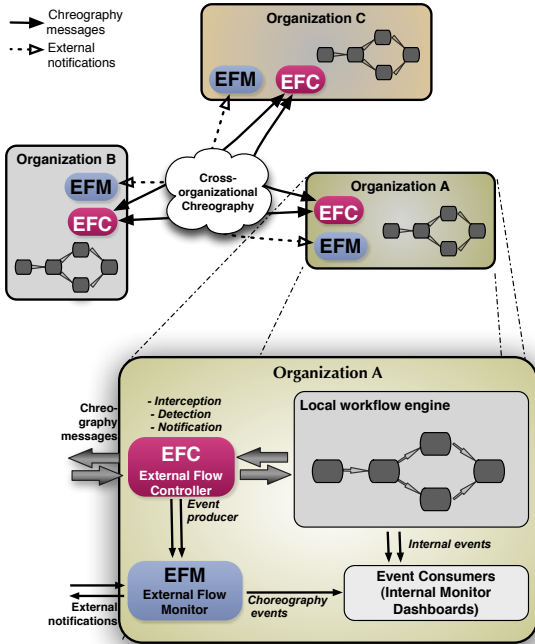 Chreography
messages
External
notifications
Organization C
EFM
EFC
Organization B
EFM
EFC
Cross-
organizational
Chreography
Organization A
EFC
EFM
Organization A
Chreo-
graphy
messages
- Interception
- Detection
- Notification
EFC
External Flow
Controller
Local workflow engine
Event
producer
Internal events
EFM
External Flow
Monitor
External
notifications
Choreography
events
Event Consumers
(Internal Monitor
Dashboards)